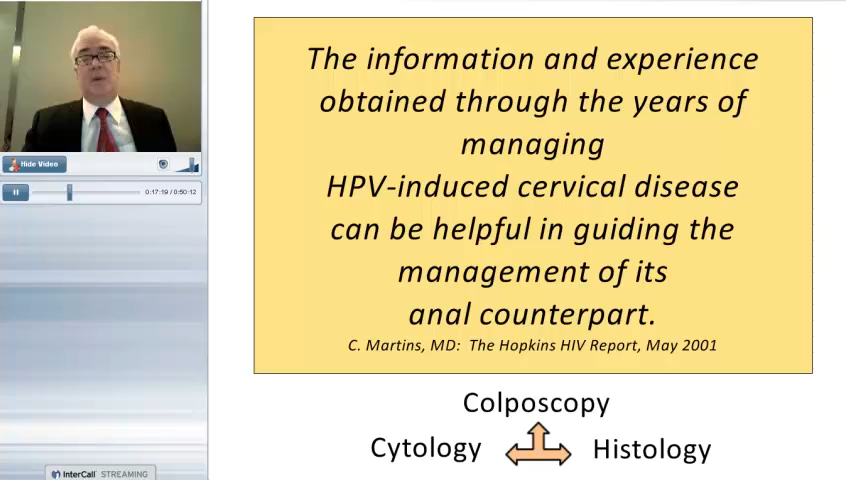 Hide Video
0:17:19 / 0:50:12
The information and experience
obtained through the years of
managing
HPV-induced cervical disease
can be helpful in guiding the
management of its
anal counterpart.
C. Martins, MD: The Hopkins HIV Report, May 2001
Colposcopy
Cytology
Histology
InterCall STREAMING